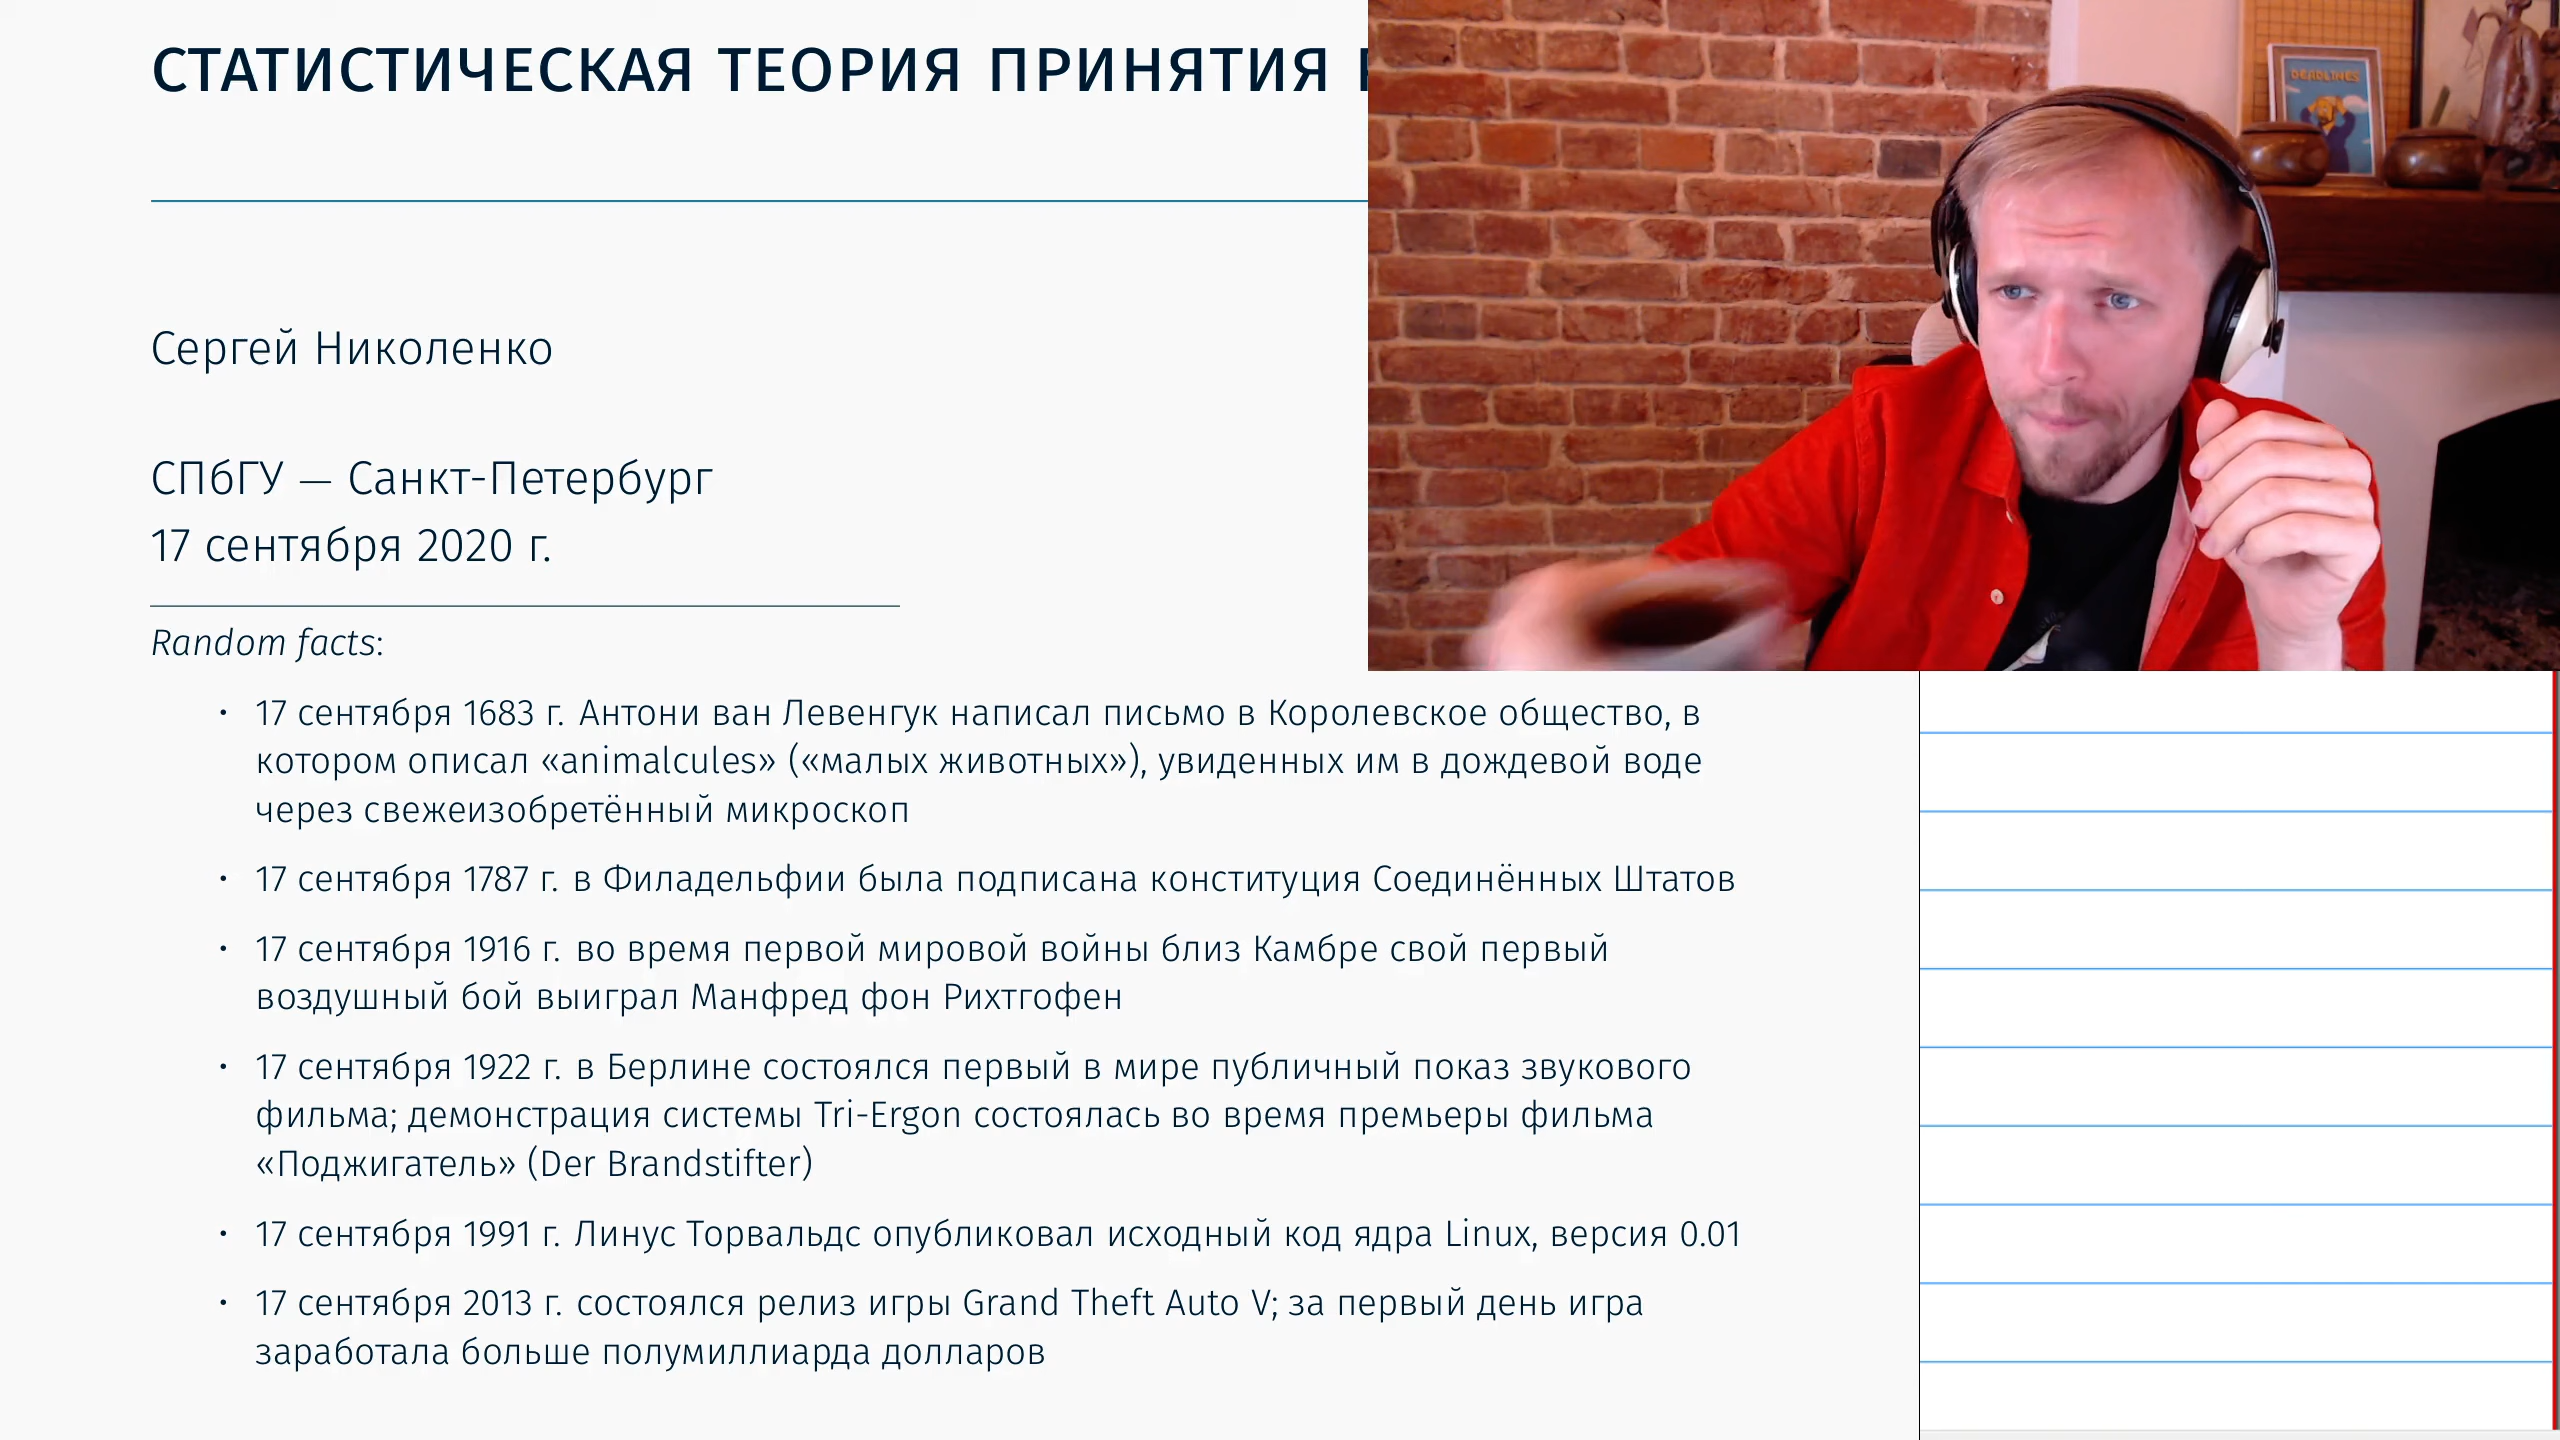 СТАТИСТИЧЕСКАЯ ТЕОРИЯ ПРИНЯТИЯ
DEADLINES
Сергей Николенко
СПбГУ — Санкт-Петербург
17 сентября 2020 г.
Random facts:
• 17 сентября 1683 г. Антони ван Левенгук написал письмо в Королевское общество, в
котором описал «animalcules» («малых животных»), увиденных им в дождевой воде
через свежеизобретённый микроскоп
• 17 сентября 1787 г. в Филадельфии была подписана конституция Соединённых Штатов
• 17 сентября 1916 г. во время первой мировой войны близ Камбре свой первый
воздушный бой выиграл Манфред фон Рихтгофен
• 17 сентября 1922 г. в Берлине состоялся первый в мире публичный показ звукового
фильма; демонстрация системы Tri-Ergon состоялась во время премьеры фильма
«Поджигатель» (Der Brandstifter)
• 17 сентября 1991 г. Линус Торвальдс опубликовал исходный код ядра Linux, версия 0.01
• 17 сентября 2013 г. состоялся релиз игры Grand Theft Auto V; за первый день игра
заработала больше полумиллиарда долларов